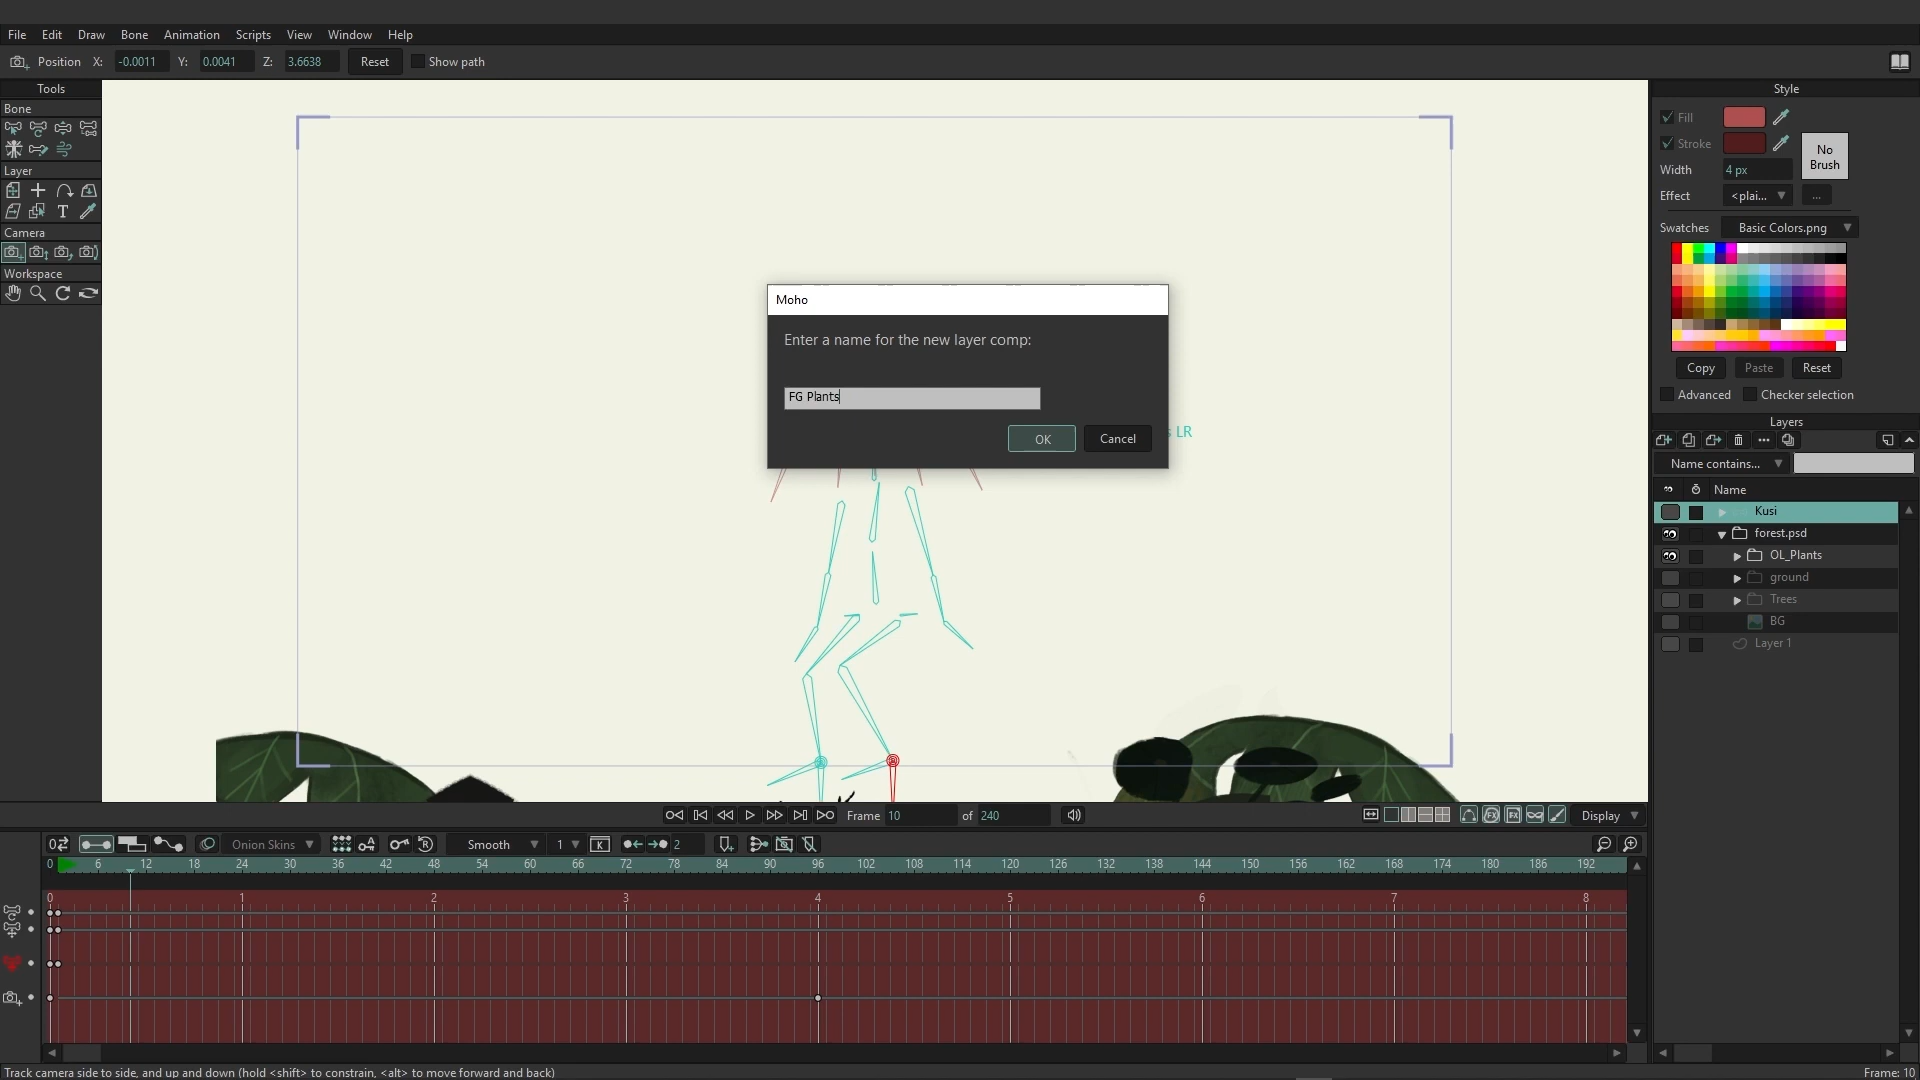 File Edit Draw Bone Animation Scripts View Window Help
Position X: -0.0011 Y: 0.0041 Z: 3.6638 Reset Show path
Tools
Bone
Layer
T
Camera
Workspace
Moho
Enter a name for the new layer comp:
FG Plants
OK Cancel
s LR
Style
Fill
Stroke
No Brush
Width 4 px
Effect <plai... ...
Swatches Basic Colors.png
Copy Paste Reset
Advanced Checker selection
Layers
Name contains...
Name
Kusi
forest.psd
OL_Plants
ground
Trees
BG
Layer 1
Frame 10 of 240 Display
Onion Skins Smooth 1 K 2
0 6 12 18 24 30 36 42 48 54 60 66 72 78 84 90 96 102 108 114 120 126 132 138 144 150 156 162 168 174 180 186 192
0 1 2 3 4 5 6 7 8
Track camera side to side, and up and down (hold <shift> to constrain, <alt> to move forward and back) Frame: 10